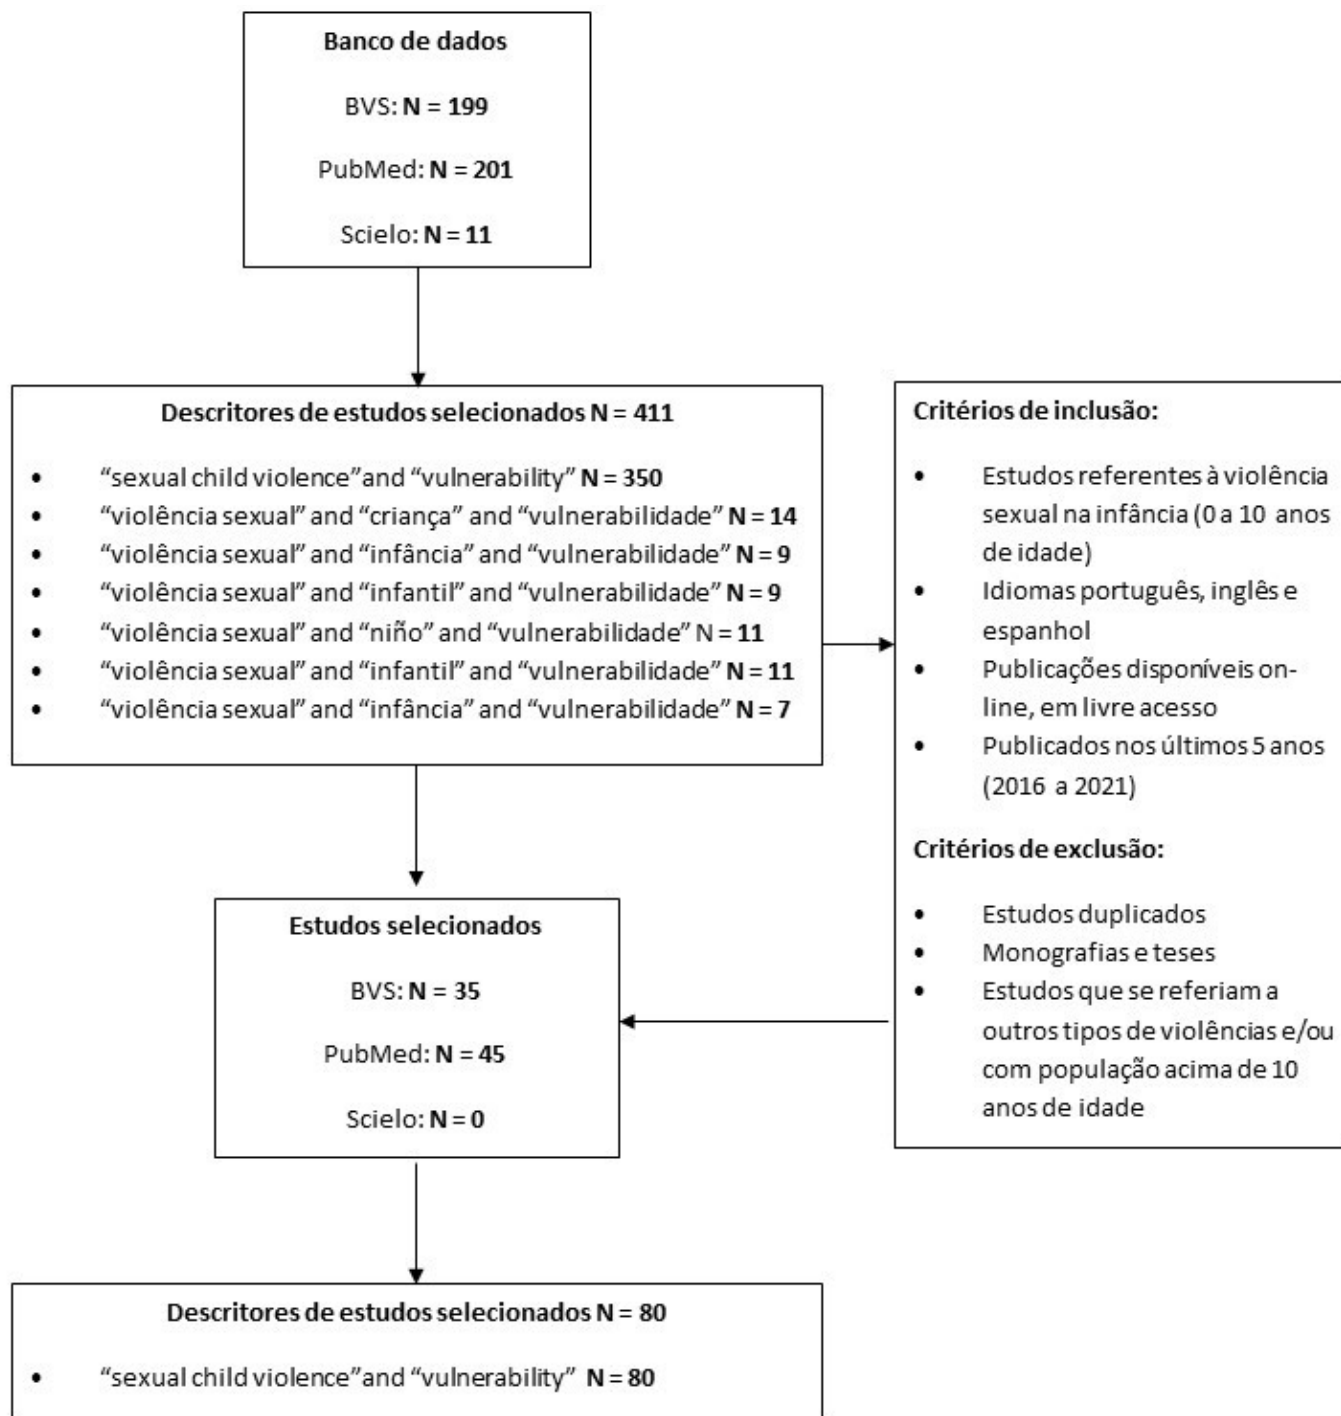 Banco de dados
BVS: N = 199
PubMed: N = 201
Scielo: N = 11
Descritores de estudos selecionados N = 411
• “sexual child violence”and “vulnerability” N = 350
• “violência sexual” and “criança” and “vulnerabilidade” N = 14
• “violência sexual” and “infância” and “vulnerabilidade” N = 9
• “violência sexual” and “infantil” and “vulnerabilidade” N = 9
• “violência sexual” and “niño” and “vulnerabilidade” N = 11
• “violência sexual” and “infantil” and “vulnerabilidade” N = 11
• “violência sexual” and “infância” and “vulnerabilidade” N = 7
Critérios de inclusão:
• Estudos referentes à violência
sexual na infância (0 a 10 anos
de idade)
• Idiomas português, inglês e
espanhol
• Publicações disponíveis on-
line, em livre acesso
• Publicados nos últimos 5 anos
(2016 a 2021)
Critérios de exclusão:
• Estudos duplicados
• Monografias e teses
• Estudos que se referiam a
outros tipos de violências e/ou
com população acima de 10
anos de idade
Estudos selecionados
BVS: N = 35
PubMed: N = 45
Scielo: N = 0
Descritores de estudos selecionados N = 80
• “sexual child violence”and “vulnerability” N = 80